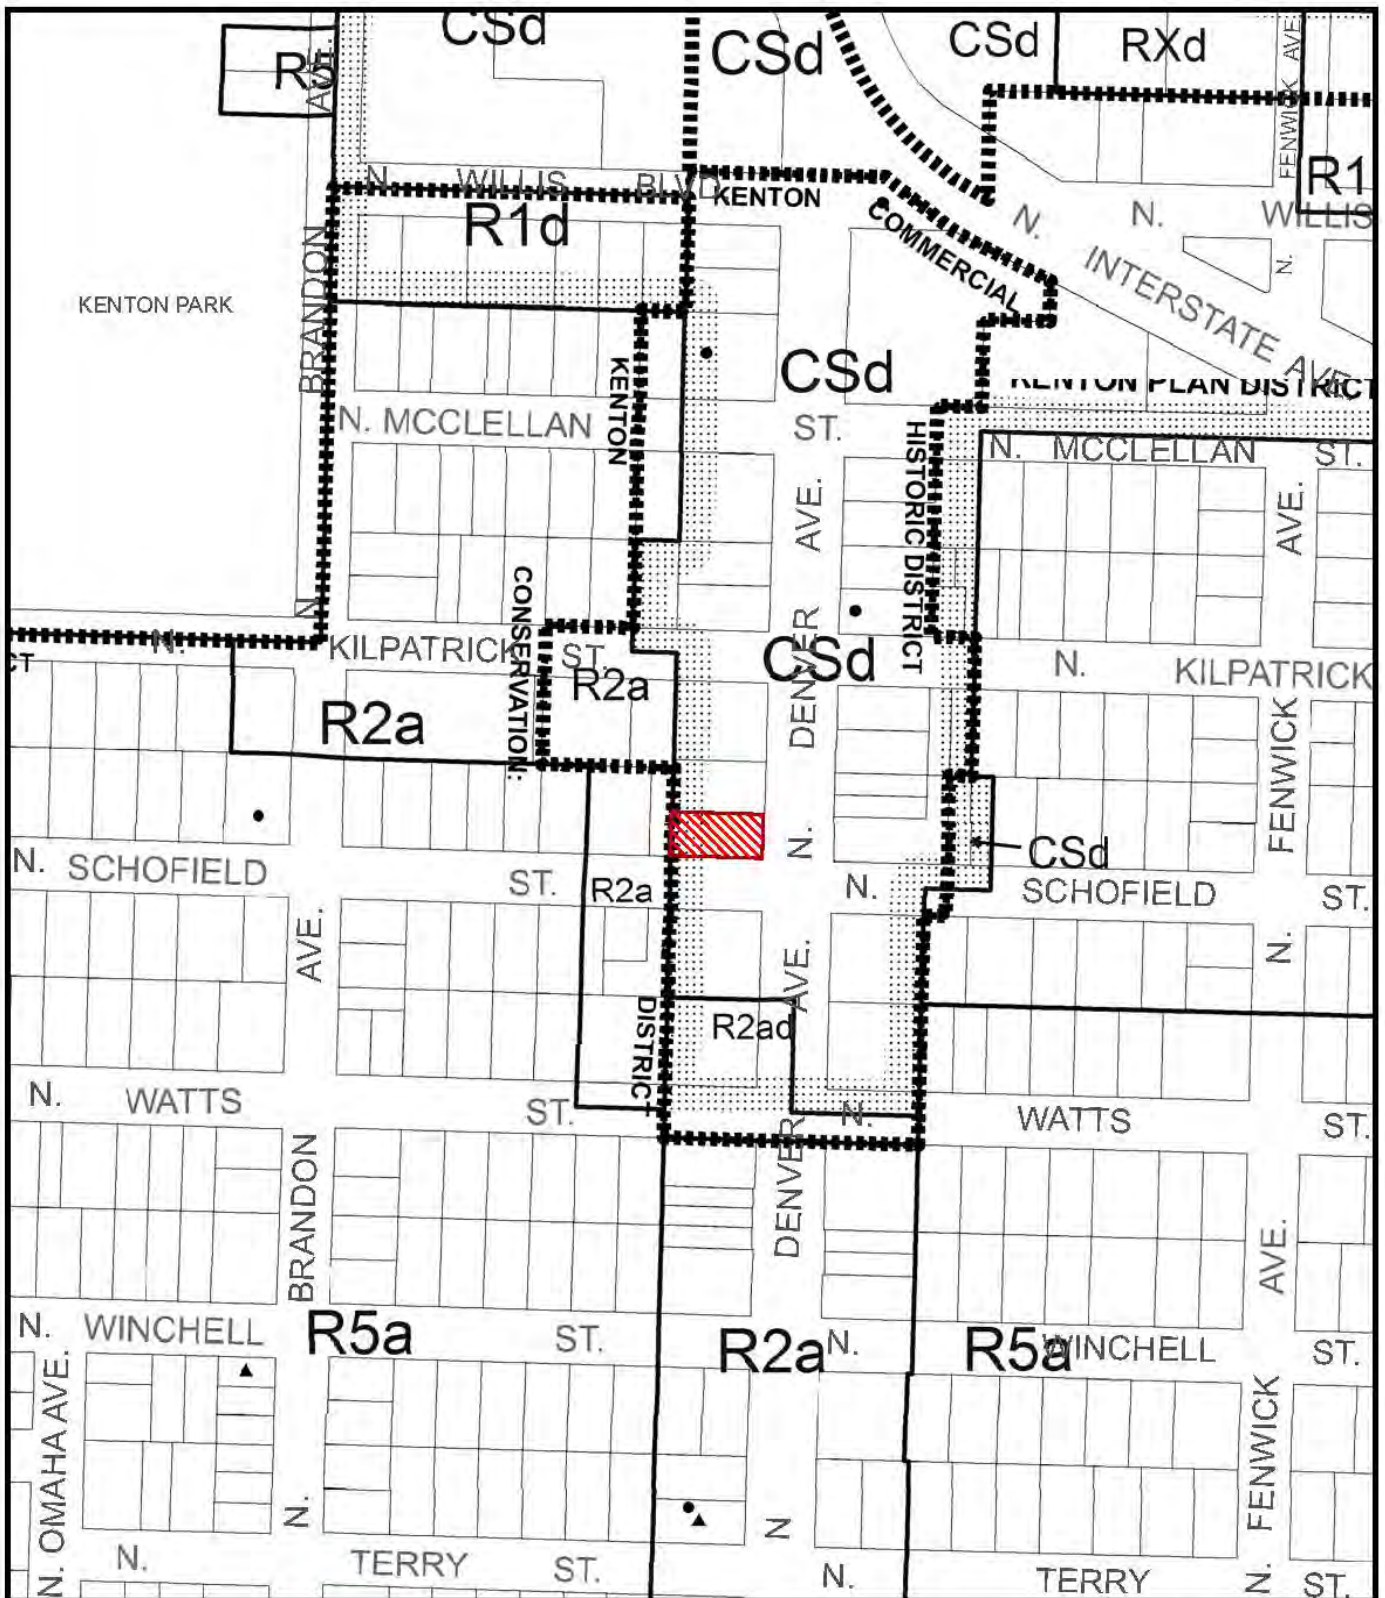 CSd
CSd
CSd
RXd
FENWICK AVE
R5
AVE.
N. WILLIS BLVD
KENTON
R1
N. WILLIS
R1d
COMMERCIAL
N. INTERSTATE AVE.
N.
BRANDON
KENTON PARK
KENTON
CSd
KENTON PLAN DISTRICT
N. MCCLELLAN
ST.
HISTORIC DISTRICT
N. MCCLELLAN ST.
AVE.
AVE.
CONSERVATION:
N
N.
KILPATRICK
ST.
CSd
DENVER
N. KILPATRICK
CT
R2a
R2a
FENWICK
N.
CSd
N. SCHOFIELD
ST.
R2a
N.
SCHOFIELD
ST.
AVE.
AVE.
N.
DISTRICT
R2ad
N. WATTS
ST.
N.
WATTS
ST.
BRANDON
DENVER
AVE.
N. WINCHELL
R5a
ST.
R2a
N.
R5a
WINCHELL
ST.
N. OMAHA AVE.
FENWICK
N.
N
N. TERRY ST.
N. TERRY
N.
ST.